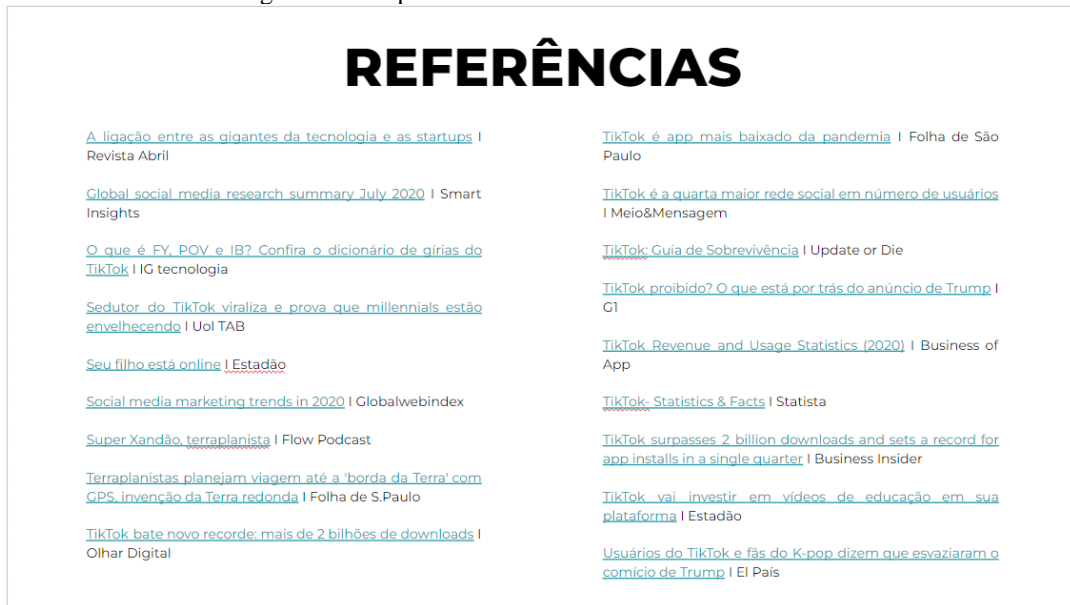 REFERÊNCIAS
A ligação entre as gigantes da tecnologia e as startups I
Revista Abril
Global social media research summary July 2020 I Smart
Insights
O que é FY, POV e IB? Confira o dicionário de gírias do
TikTok I IG tecnologia
Sedutor do TikTok viraliza e prova que millennials estão
envelhecendo I Uol TAB
Seu filho está online I Estadão
Social media marketing trends in 2020 I Globalwebindex
Super Xandão, terraplanista I Flow Podcast
Terraplanistas planejam viagem até a 'borda da Terra' com
GPS, invenção da Terra redonda I Folha de S.Paulo
TikTok bate novo recorde: mais de 2 bilhões de downloads I
Olhar Digital
TikTok é app mais baixado da pandemia I Folha de São
Paulo
TikTok é a quarta maior rede social em número de usuários
I Meio&Mensagem
TikTok: Guia de Sobrevivência I Update or Die
TikTok proibido? O que está por trás do anúncio de Trump I
G1
TikTok Revenue and Usage Statistics (2020) I Business of
App
TikTok- Statistics & Facts I Statista
TikTok surpasses 2 billion downloads and sets a record for
app installs in a single quarter I Business Insider
TikTok vai investir em vídeos de educação em sua
plataforma I Estadão
Usuários do TikTok e fãs do K-pop dizem que esvaziaram o
comício de Trump I El País